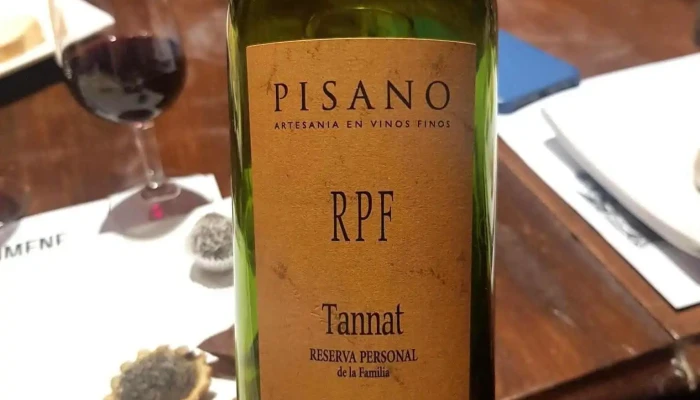 PISANO
ARTESANIA EN VINOS FINOS
RPF
Tannat
RESERVA PERSONAL
de la Familia